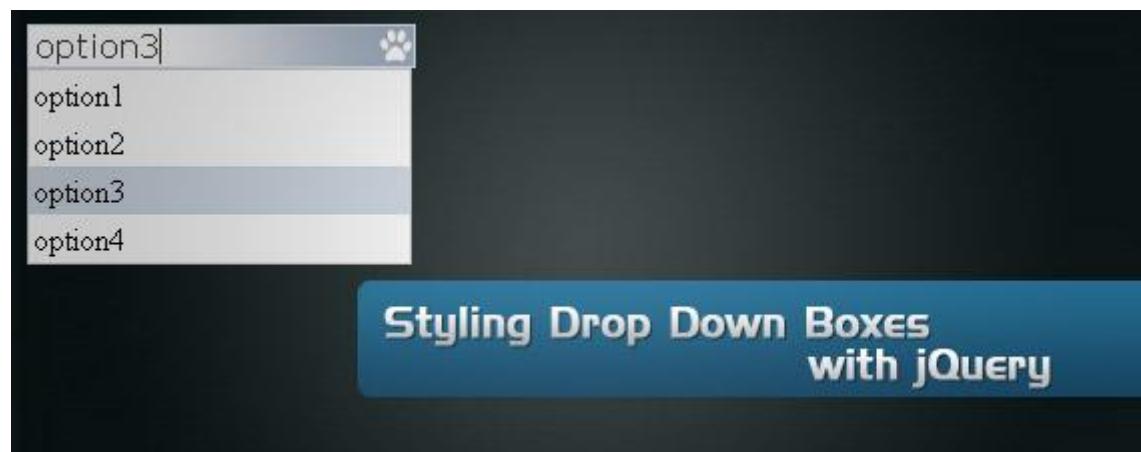 option3
option1
option2
option3
option4
Styling Drop Down Boxes
with jQuery